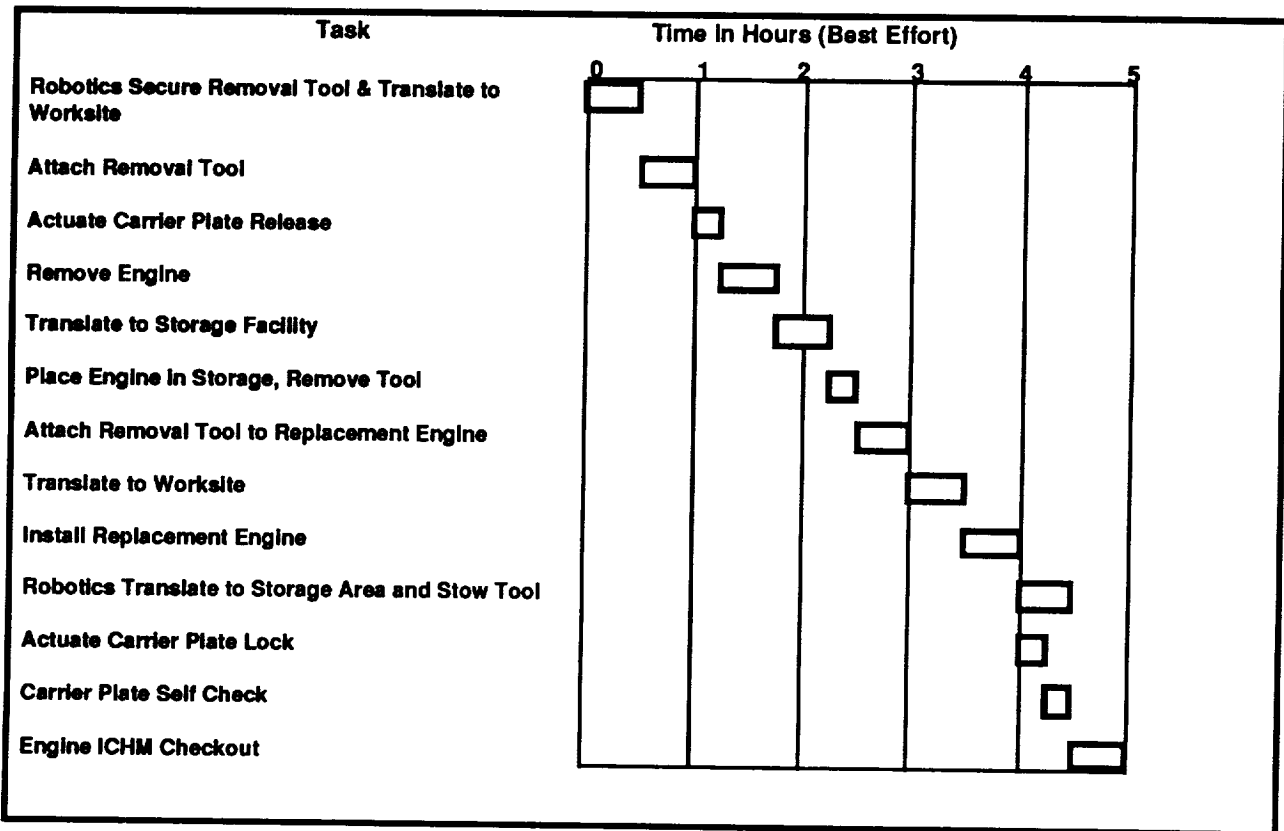 Task
Time In Hours (Best Effort)
0 1 2 3 4 5
Robotics Secure Removal Tool & Translate to
Worksite
Attach Removal Tool
Actuate Carrier Plate Release
Remove Engine
Translate to Storage Facility
Place Engine in Storage, Remove Tool
Attach Removal Tool to Replacement Engine
Translate to Worksite
Install Replacement Engine
Robotics Translate to Storage Area and Stow Tool
Actuate Carrier Plate Lock
Carrier Plate Self Check
Engine ICHM Checkout